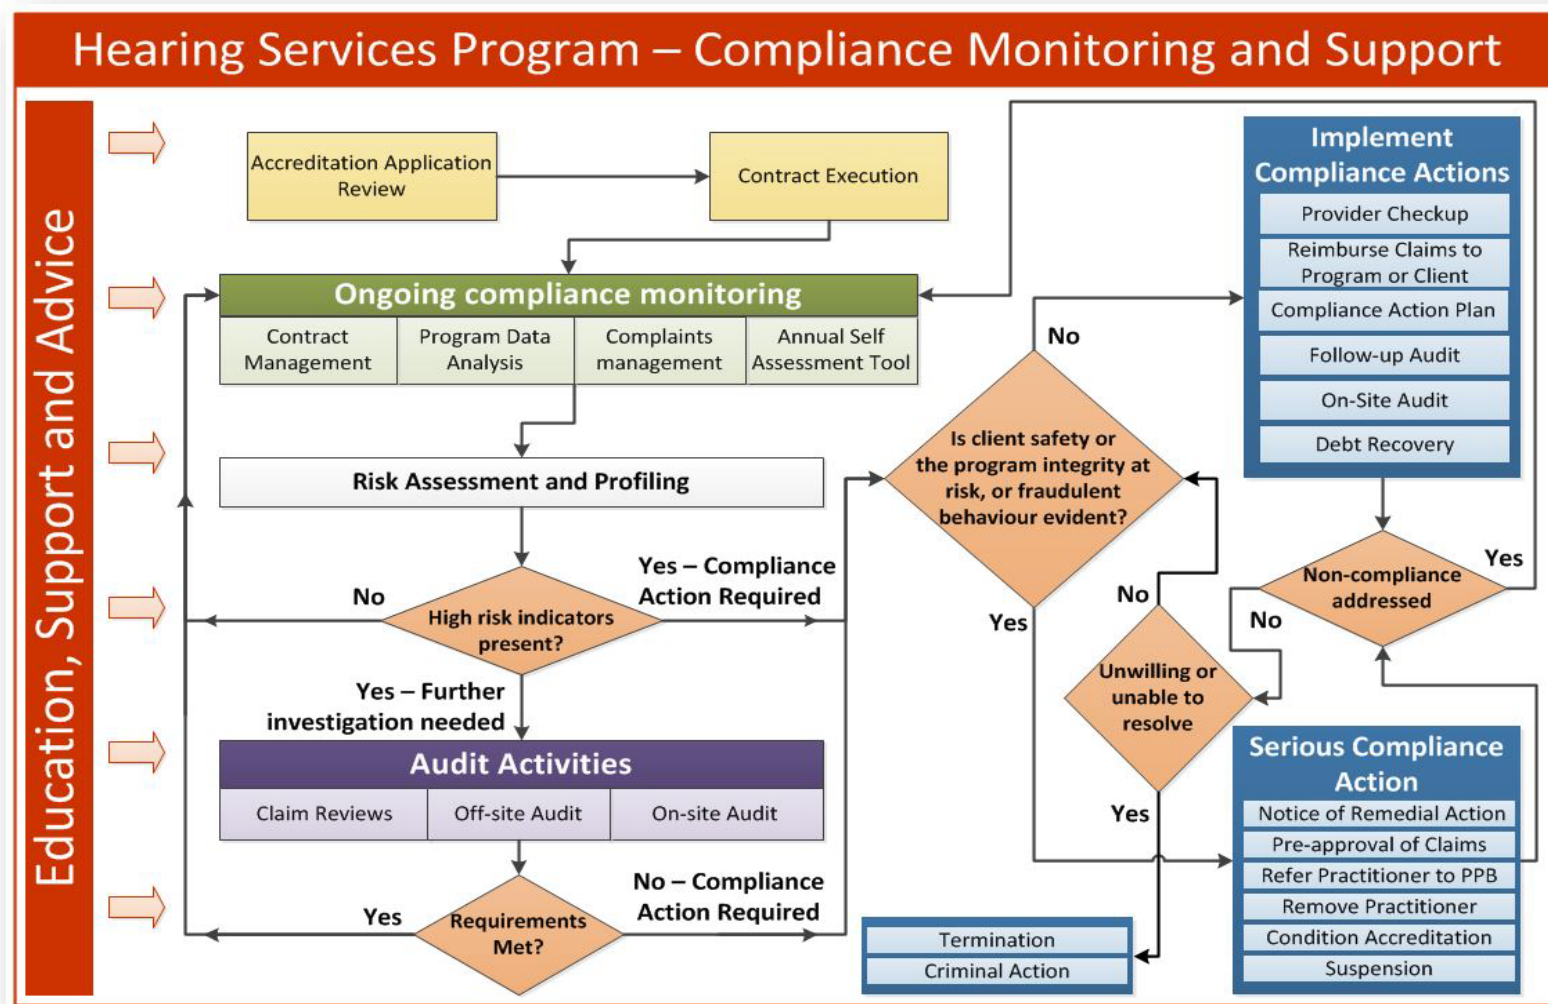 Hearing Services Program – Compliance Monitoring and Support
Education, Support and Advice
Accreditation Application
Review
Contract Execution
Ongoing compliance monitoring
Contract
Management
Program Data
Analysis
Complaints
management
Annual Self
Assessment Tool
Risk Assessment and Profiling
High risk indicators
present?
No
Yes – Compliance
Action Required
Yes – Further
investigation needed
Audit Activities
Claim Reviews
Off-site Audit
On-site Audit
Requirements
Met?
Yes
No – Compliance
Action Required
Is client safety or
the program integrity at
risk, or fraudulent
behaviour evident?
No
Yes
Implement
Compliance Actions
Provider Checkup
Reimburse Claims to
Program or Client
Compliance Action Plan
Follow-up Audit
On-Site Audit
Debt Recovery
Non-compliance
addressed
Yes
No
Unwilling or
unable to
resolve
No
Yes
Serious Compliance
Action
Notice of Remedial Action
Pre-approval of Claims
Refer Practitioner to PPB
Remove Practitioner
Condition Accreditation
Suspension
Termination
Criminal Action